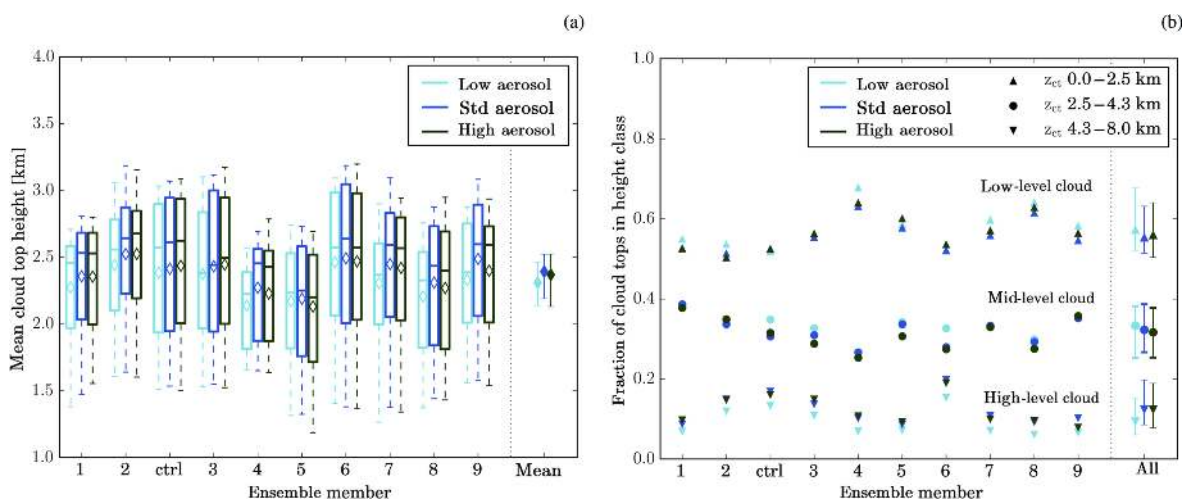 (a)
4.0
3.5
3.0
2.5
2.0
1.5
1.0
Mean cloud top height [km]
Low aerosol
Std aerosol
High aerosol
1 2 ctrl 3 4 5 6 7 8 9 Mean
Ensemble member
(b)
1.0
0.8
0.6
0.4
0.2
0.0
Fraction of cloud tops in height class
Low aerosol
Std aerosol
High aerosol
z_ct 0.0−2.5 km
z_ct 2.5−4.3 km
z_ct 4.3−8.0 km
Low-level cloud
Mid-level cloud
High-level cloud
1 2 ctrl 3 4 5 6 7 8 9 All
Ensemble member